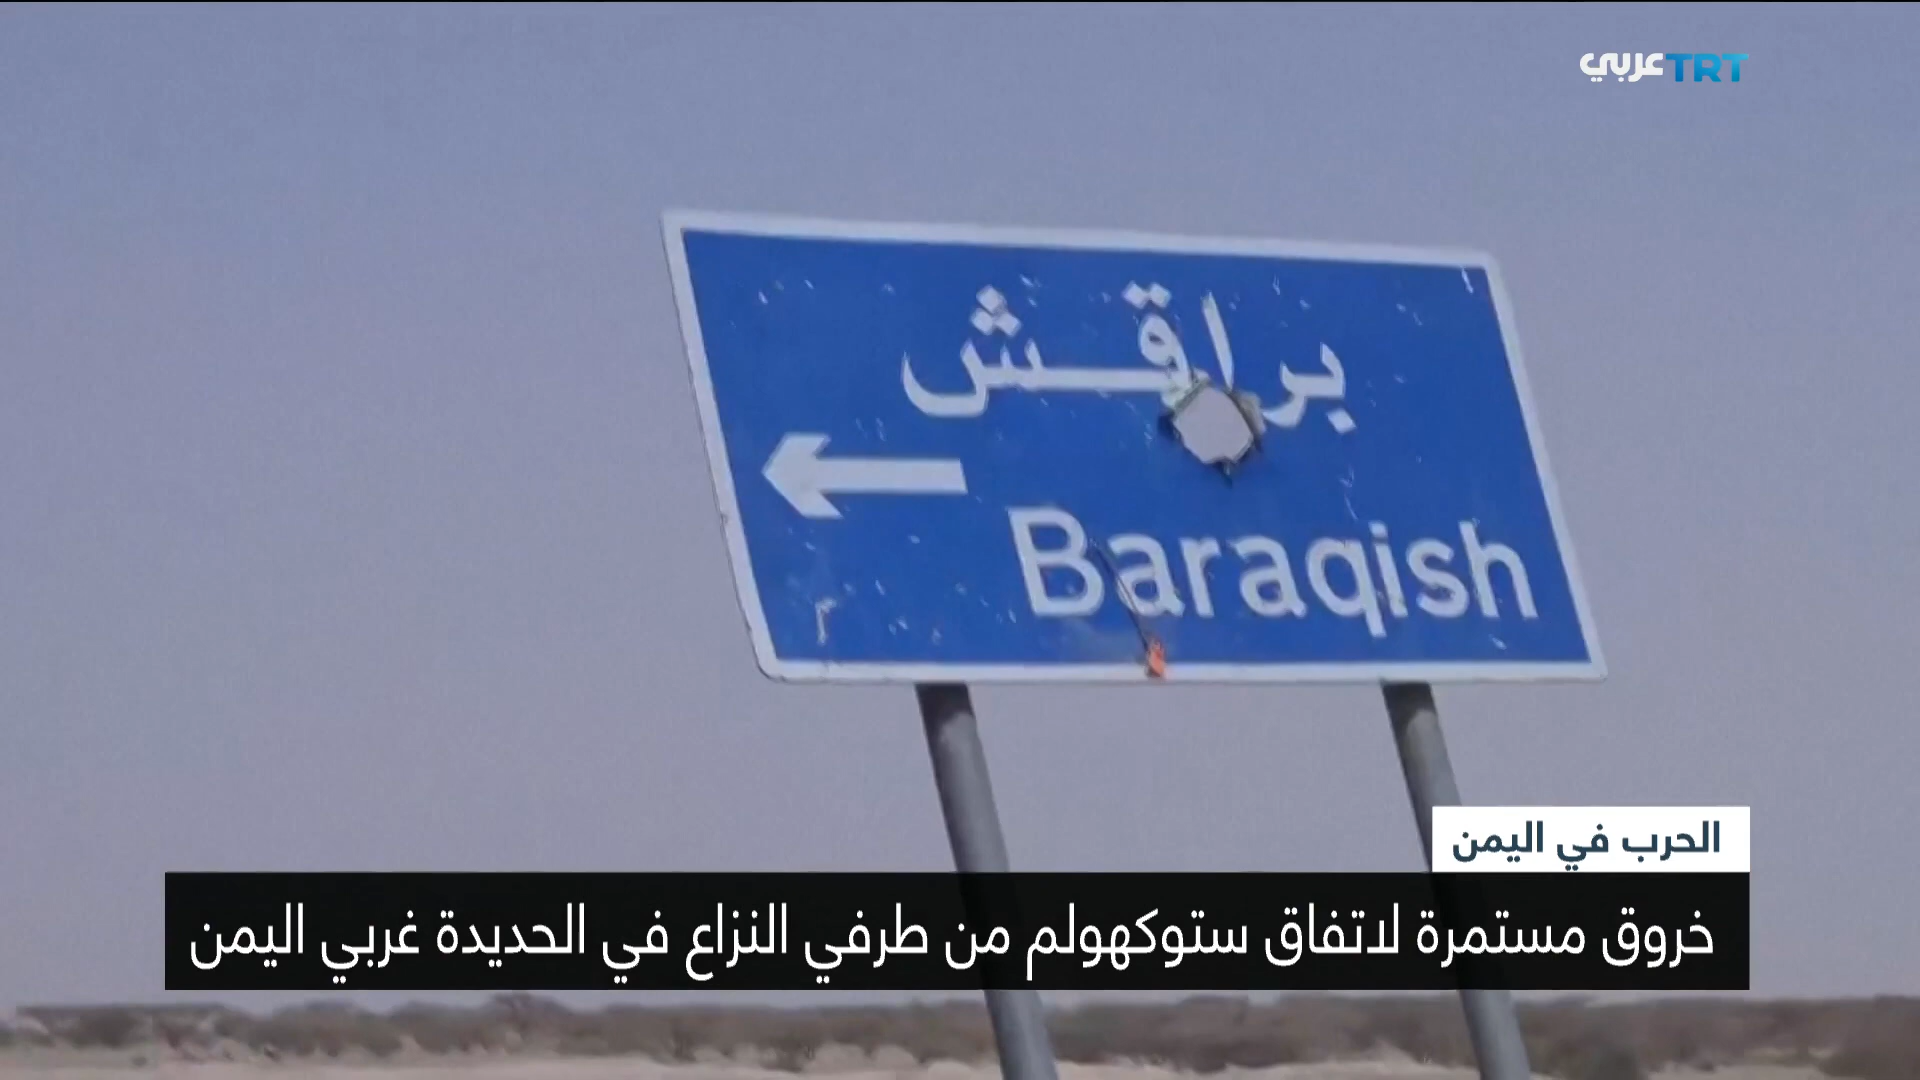 TRT عربي
براقش
Baraqish
الحرب في اليمن
خروق مستمرة لاتفاق ستوكهولم من طرفي النزاع في الحديدة غربي اليمن